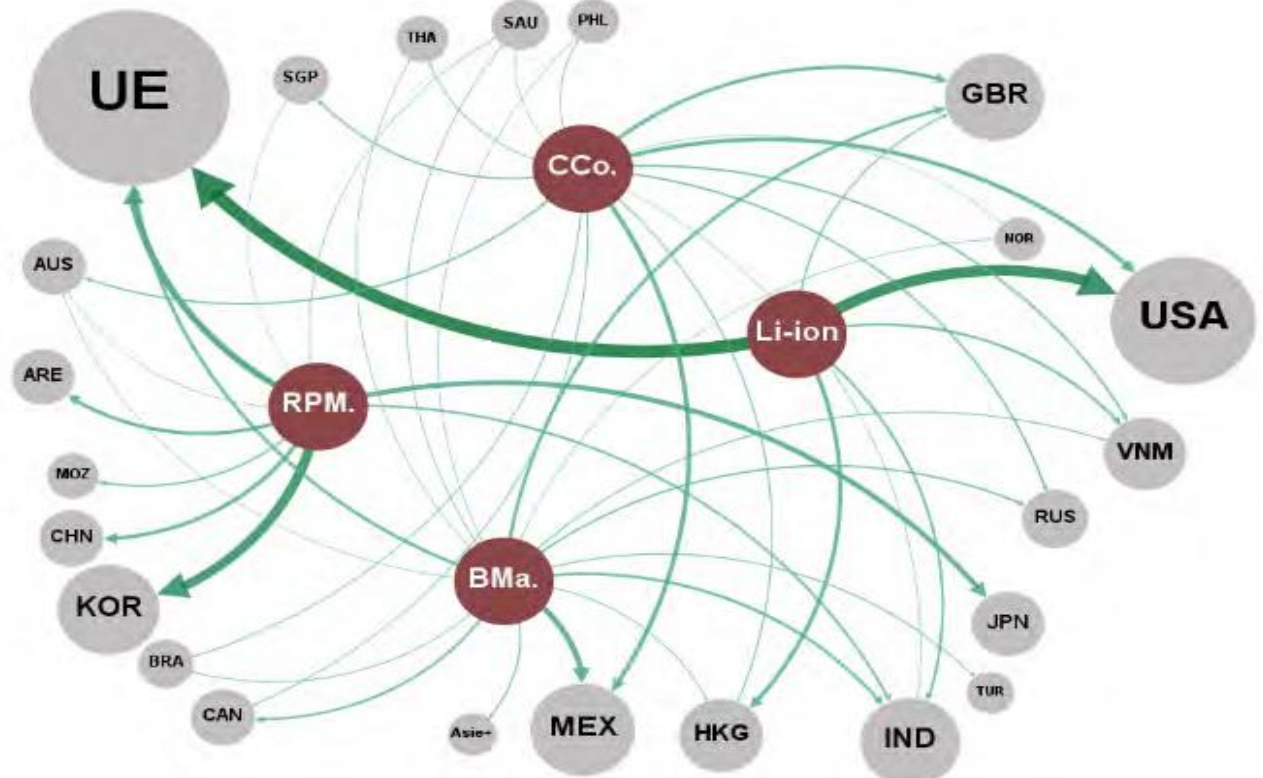 PHL
SAU
THA
SGP
UE
GBR
CCo.
NOR
AUS
USA
Li-ion
ARE
RPM.
VNM
MOZ
RUS
CHN
BMa.
KOR
JPN
BRA
TUR
CAN
Asie+
MEX
HKG
IND